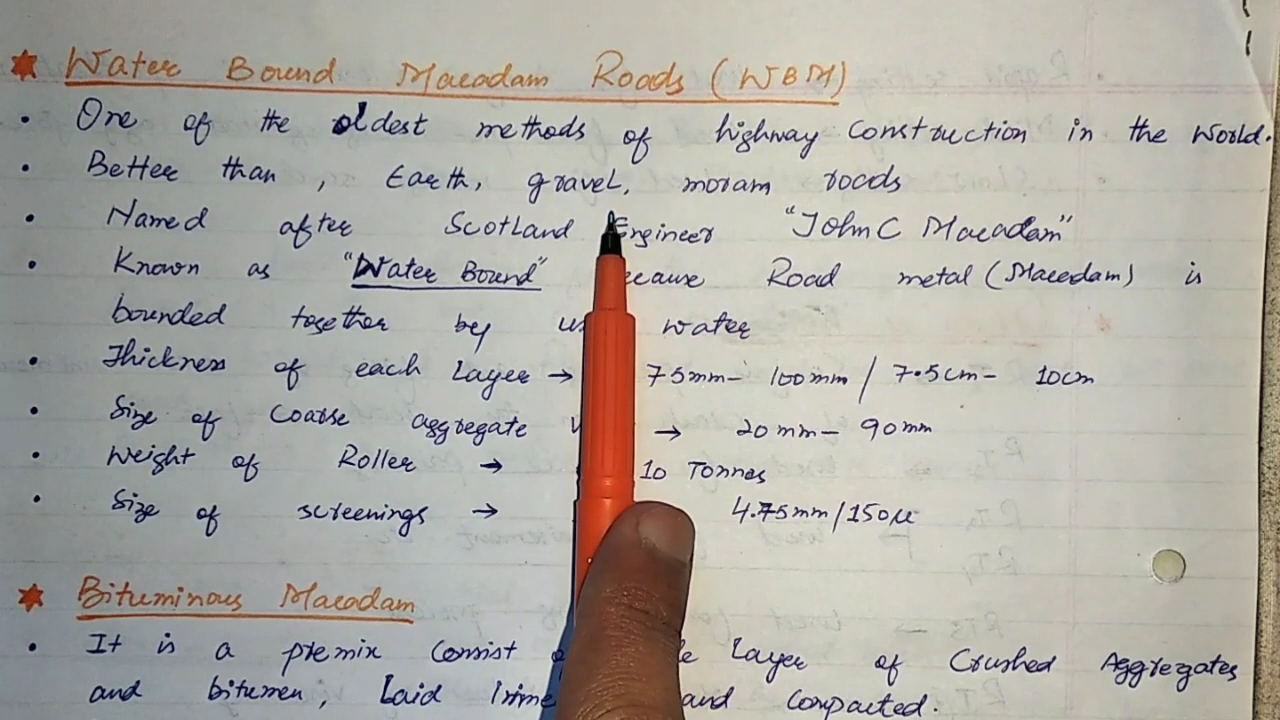 Water Bound Macadam Roads (WBM)
• One of the oldest methods of highway construction in the World.
• Better than, Earth, gravel, moram roads
• Named after Scotland Engineer "John C Macadam"
• Known as "Water Bound" Road metal (Macadam) is
bounded together by water
• Thickness of each Layer → 75mm- 100mm / 7.5cm- 10cm
• Size of Coarse aggregate → 20mm- 90mm
• Weight of Roller → 10 Tonnes
• Size of screenings → 4.75mm/150μ
Bituminous Macadam
• It is a premix consist Layer of Crushed Aggregates
and bitumen, Laid and compacted.